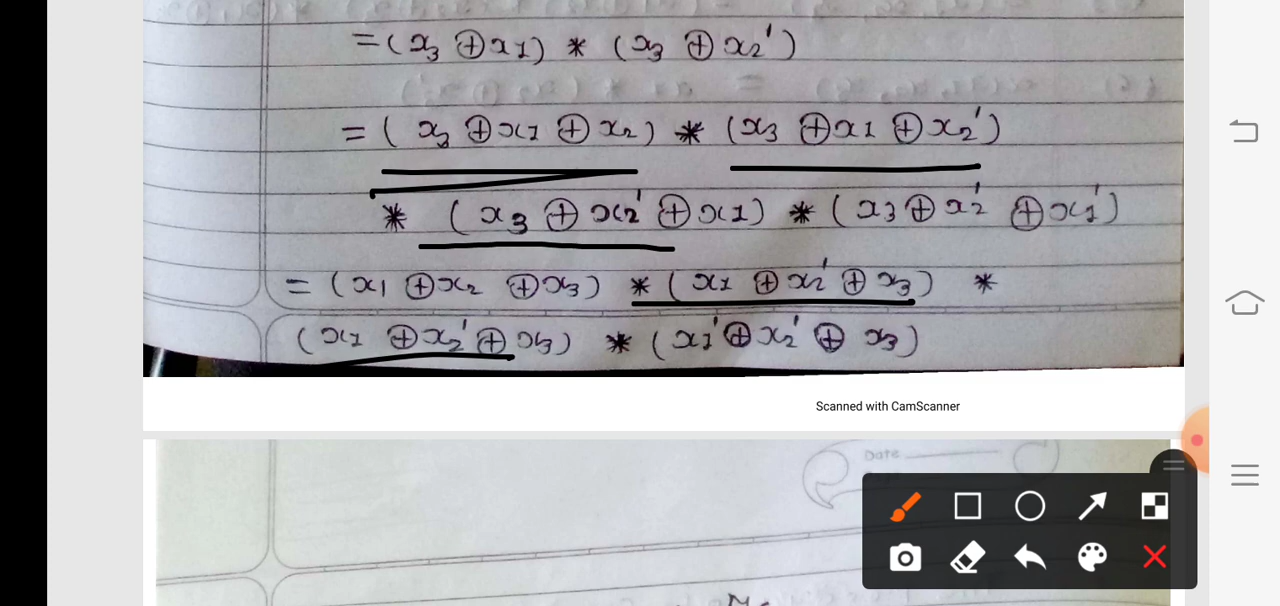 =(x₃ ⊕ x1) * (x₃ ⊕ x₂')
= (x₃ ⊕ x1 ⊕ x₂) * (x₃ ⊕ x1 ⊕ x₂')
* (x₃ ⊕ x₂' ⊕ x1) * (x₃ ⊕ x₂' ⊕ x₁')
= (x₁ ⊕ x₂ ⊕ x₃) * (x₁ ⊕ x₂' ⊕ x₃) *
(x₁ ⊕ x₂' ⊕ x₃) * (x₁' ⊕ x₂' ⊕ x₃)
Scanned with CamScanner
Date